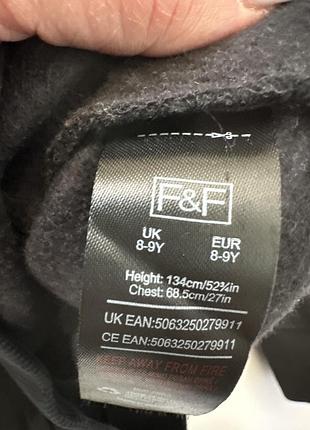 F&F
UK EUR
8-9Y 8-9Y
Height: 134cm/52¾in
Chest: 68.5cm/27in
UK EAN:5063250279911
CE EAN:5063250279911
KEEP AWAY FROM FIRE